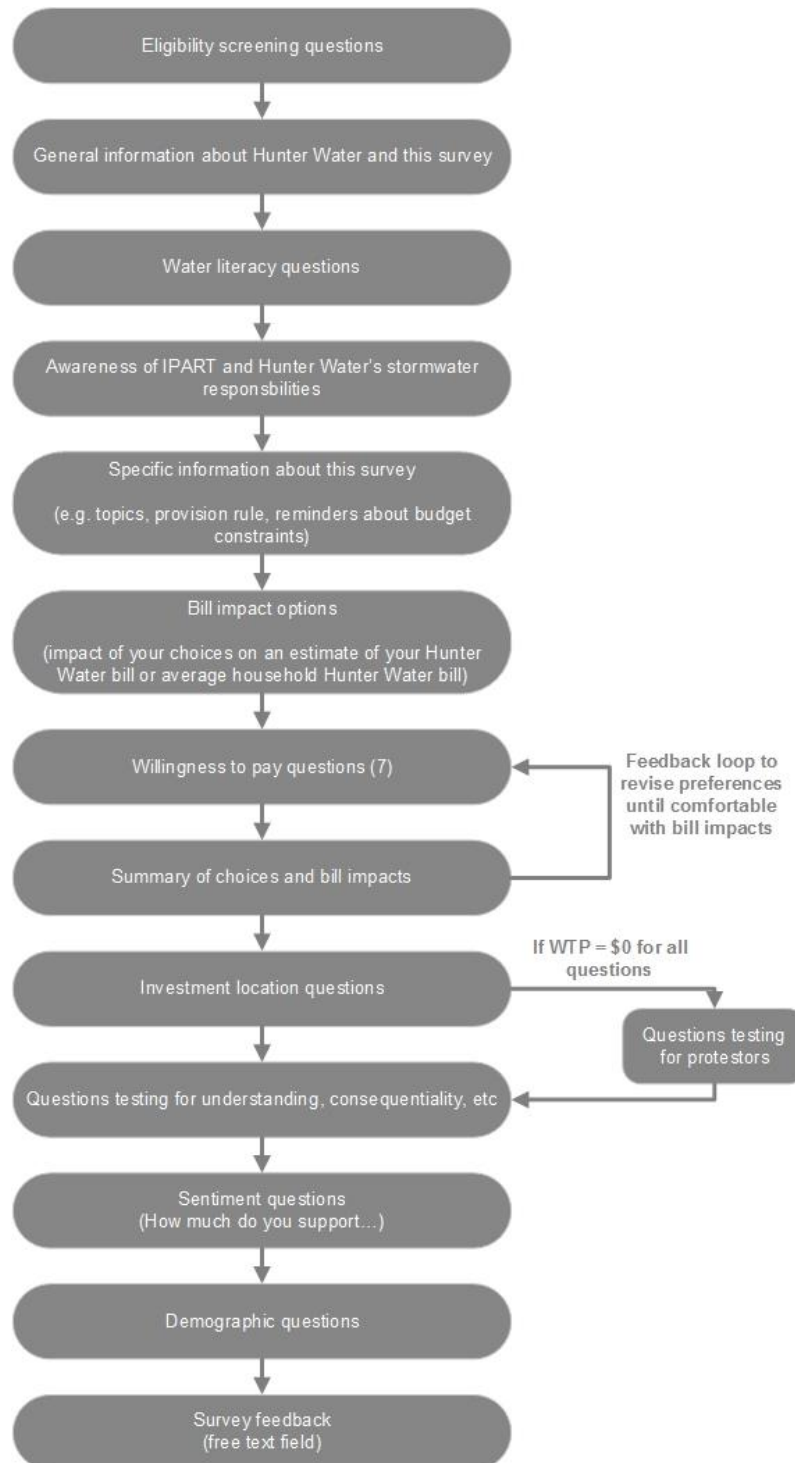 Eligibility screening questions
General information about Hunter Water and this survey
Water literacy questions
Awareness of IPART and Hunter Water's stormwater
responsbilities
Specific information about this survey
(e.g. topics, provision rule, reminders about budget
constraints)
Bill impact options
(impact of your choices on an estimate of your Hunter
Water bill or average household Hunter Water bill)
Willingness to pay questions (7)
Feedback loop to
revise preferences
until comfortable
with bill impacts
Summary of choices and bill impacts
If WTP = $0 for all
questions
Investment location questions
Questions testing
for protestors
Questions testing for understanding, consequentiality, etc
Sentiment questions
(How much do you support...)
Demographic questions
Survey feedback
(free text field)